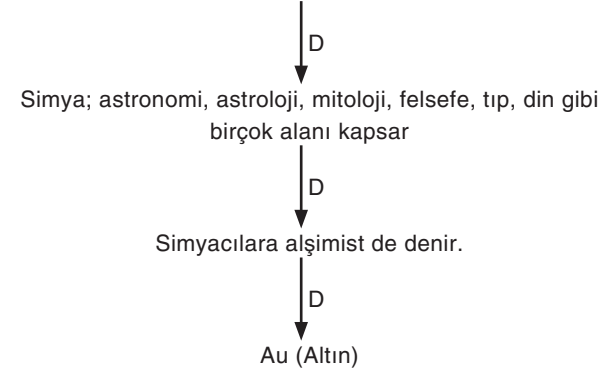 D
Simya; astronomi, astroloji, mitoloji, felsefe, tıp, din gibi
birçok alanı kapsar
D
Simyacılara alşimist de denir.
D
Au (Altın)